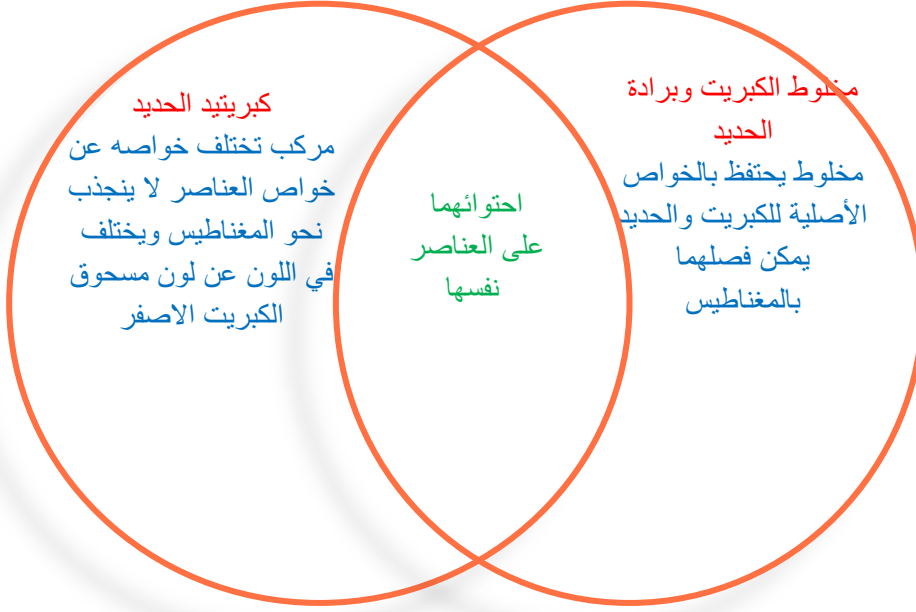 مخلوط الكبريت وبرادة
الحديد
مخلوط يحتفظ بالخواص
الأصلية للكبريت والحديد
يمكن فصلهما
بالمغناطيس
احتوائهما
على العناصر
نفسها
كبريتيد الحديد
مركب تختلف خواصه عن
خواص العناصر لا ينجذب
نحو المغناطيس ويختلف
في اللون عن لون مسحوق
الكبريت الاصفر